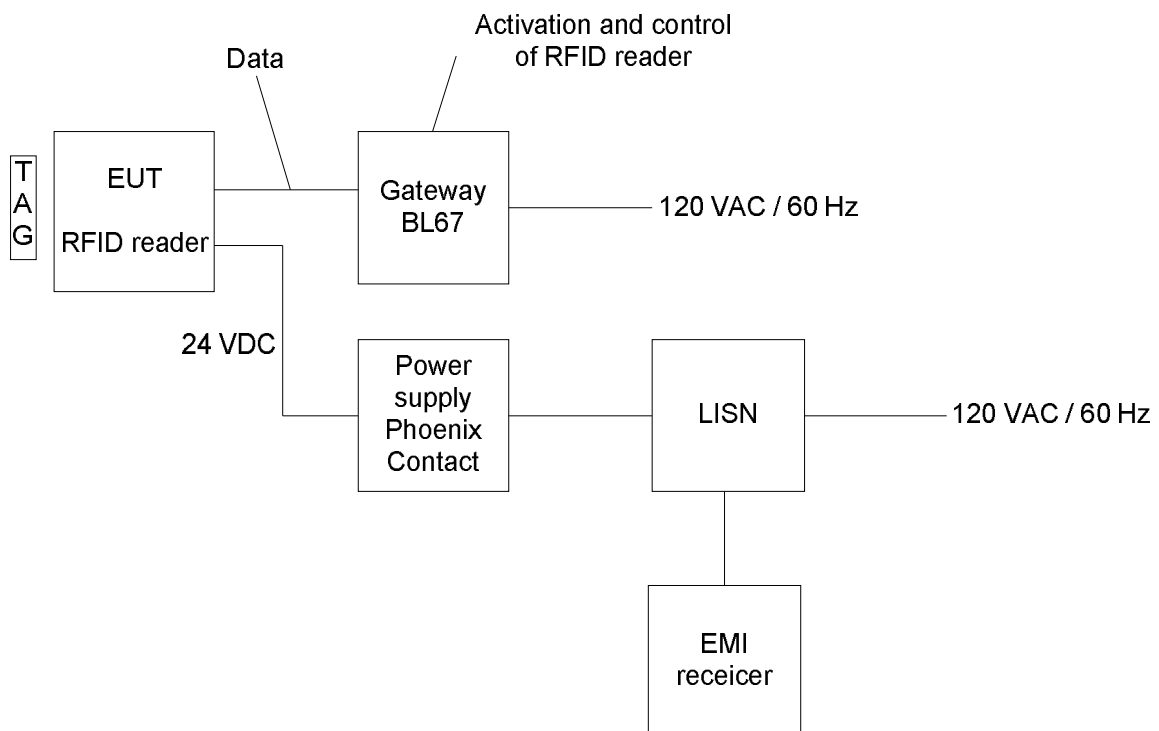 Activation and control
of RFID reader
Data
T
A
G
EUT
RFID reader
Gateway
BL67
120 VAC / 60 Hz
24 VDC
Power
supply
Phoenix
Contact
LISN
120 VAC / 60 Hz
EMI
receicer